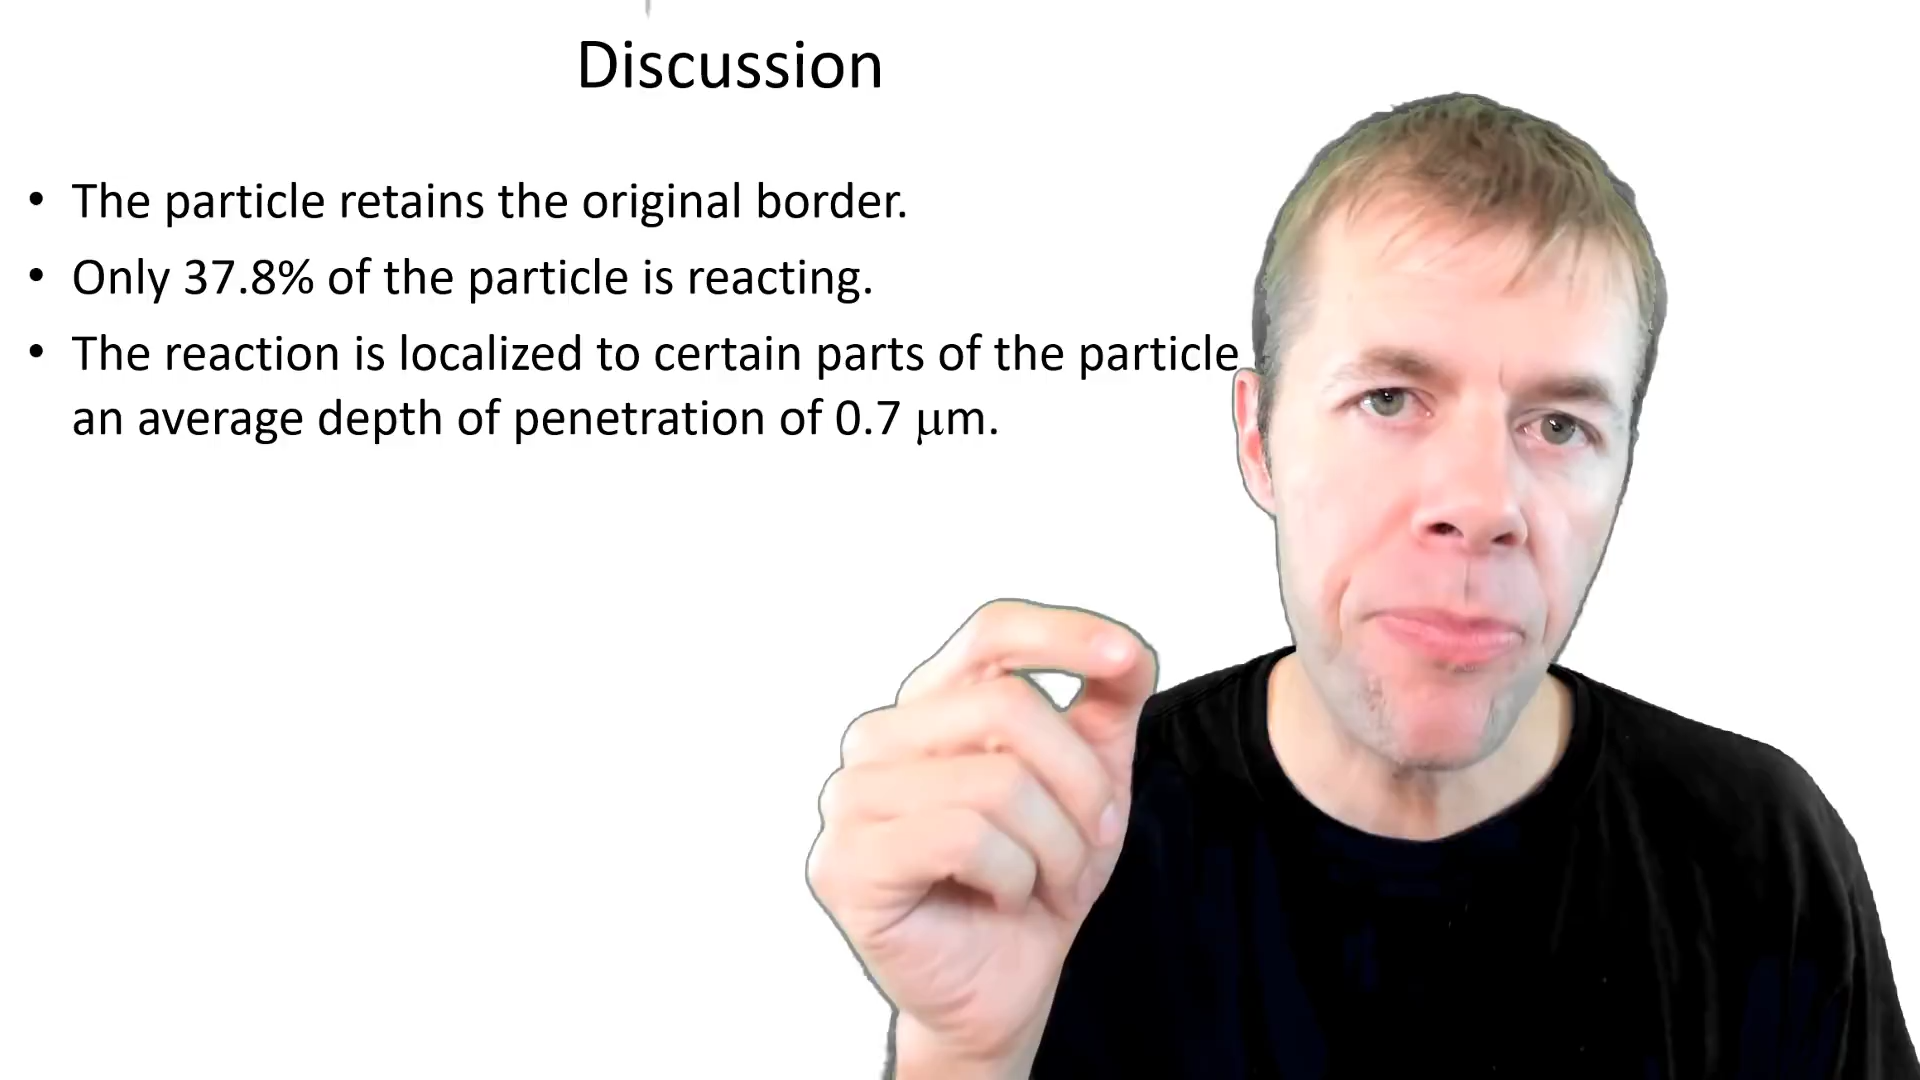 Discussion
• The particle retains the original border.
• Only 37.8% of the particle is reacting.
• The reaction is localized to certain parts of the particle
an average depth of penetration of 0.7 μm.